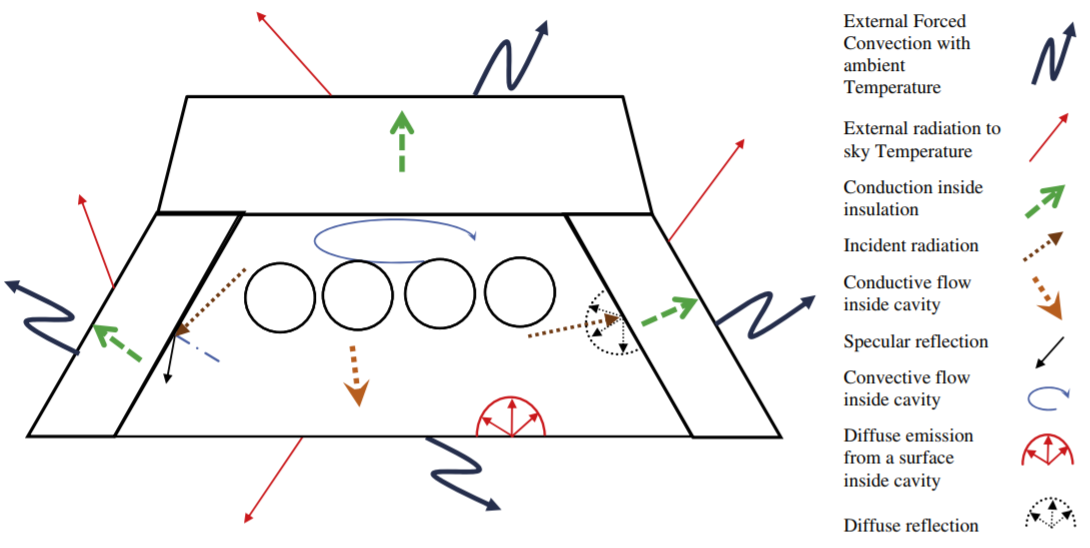 External Forced
Convection with
ambient
Temperature
External radiation to
sky Temperature
Conduction inside
insulation
Incident radiation
Conductive flow
inside cavity
Specular reflection
Convective flow
inside cavity
Diffuse emission
from a surface
inside cavity
Diffuse reflection